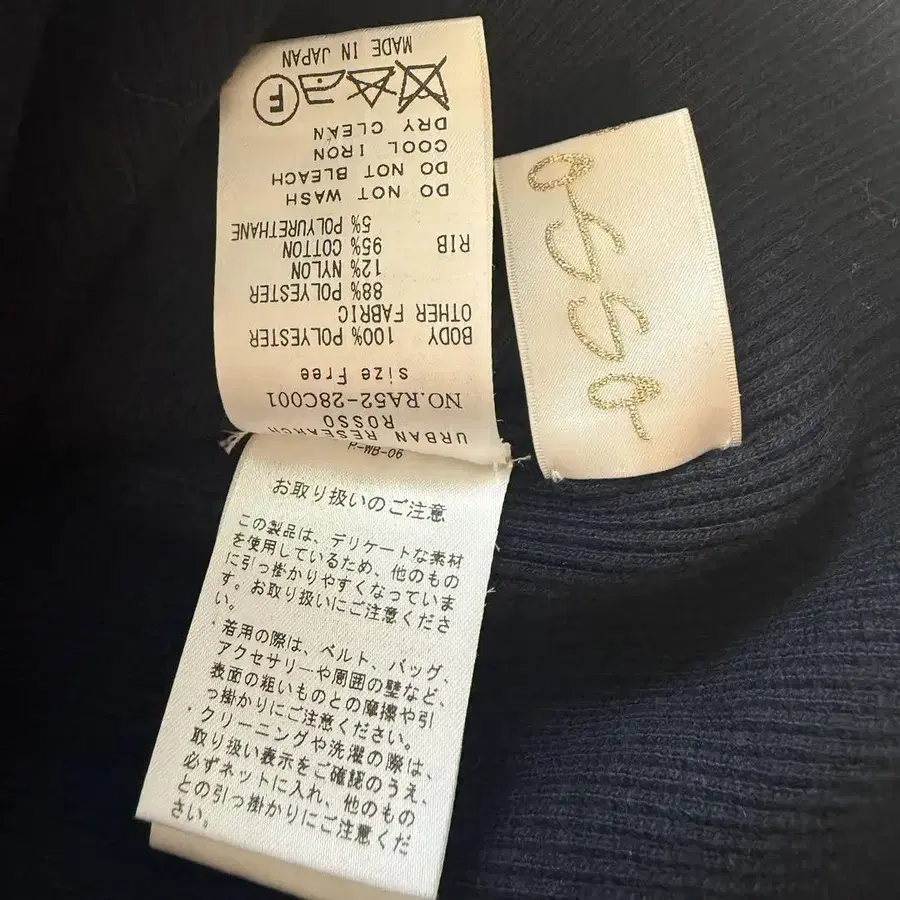 URBAN RESEARCH
ROSSO
NO.RA52-28C001
size Free
BODY 100% POLYESTER
OTHER FABRIC
88% POLYESTER
12% NYLON
RIB 95% COTTON
5% POLYURETHANE
DO NOT WASH
DO NOT BLEACH
COOL IRON
DRY CLEAN
F
MADE IN JAPAN
osso
お取り扱いのご注意
この製品は、デリケートな素材
を使用しているため、他のもの
に引っ掛かりやすくなっていま
す。お取り扱いにご注意くださ
い。
・着用の際は、ベルト、バッグ、
アクセサリーや周囲の壁など、
表面の粗いものとの摩擦や引
っ掛かりにご注意ください。
・クリーニングや洗濯の際は、
取り扱い表示をご確認のうえ、
必ずネットに入れ、他のもの
との引っ掛かりにご注意くだ
さい。